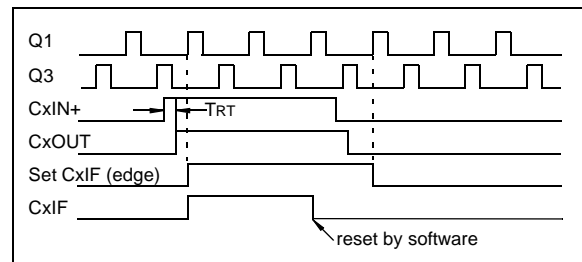 Q1
Q3
CxIN+
TRT
CxOUT
Set CxIF (edge)
CxIF
reset by software